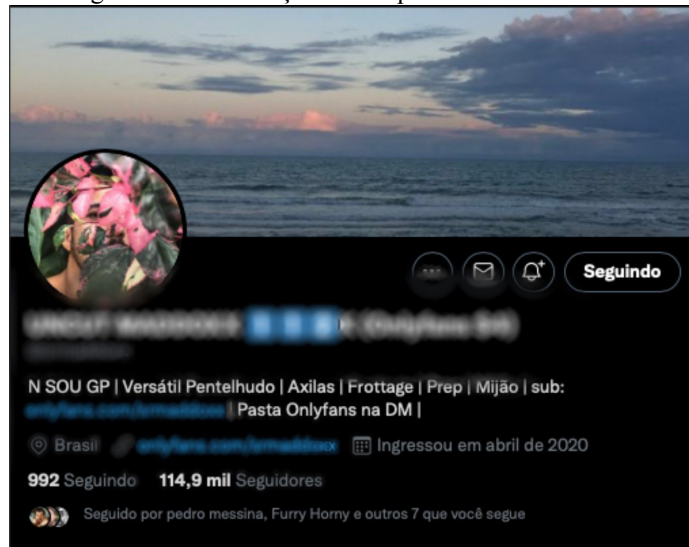 Seguindo
N SOU GP | Versátil Pentelhudo | Axilas | Frottage | Prep | Mijão | sub:
| Pasta Onlyfans na DM |
Brasil Ingressou em abril de 2020
992 Seguindo 114,9 mil Seguidores
Seguido por pedro messina, Furry Horny e outros 7 que você segue